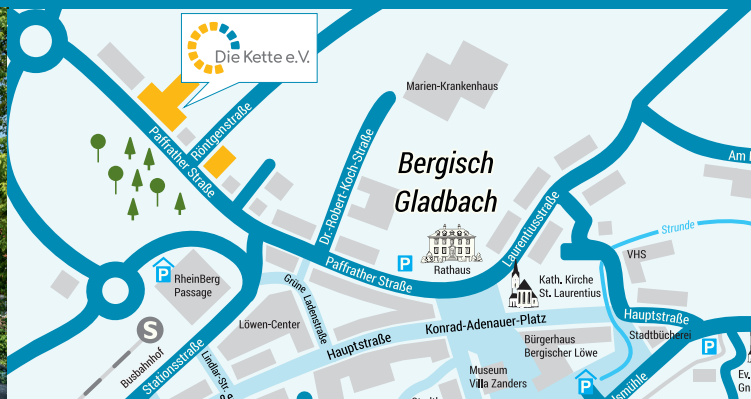 Die Kette e.V.
Marien-Krankenhaus
Paffrather Straße
Röntgenstraße
Dr.-Robert-Koch-Straße
Bergisch
Gladbach
Laurentiusstraße
Am
Strunde
P
Rathaus
VHS
P
RheinBerg
Passage
Grüne
Ladenstraße
Paffrather Straße
Kath. Kirche
St. Laurentius
Hauptstraße
Stadtbücherei
P
S
Busbahnhof
Stationsstraße
Löwen-Center
Lindlar-Str.
Hauptstraße
Konrad-Adenauer-Platz
Bürgerhaus
Bergischer Löwe
Museum
Villa Zanders
P
Ev.